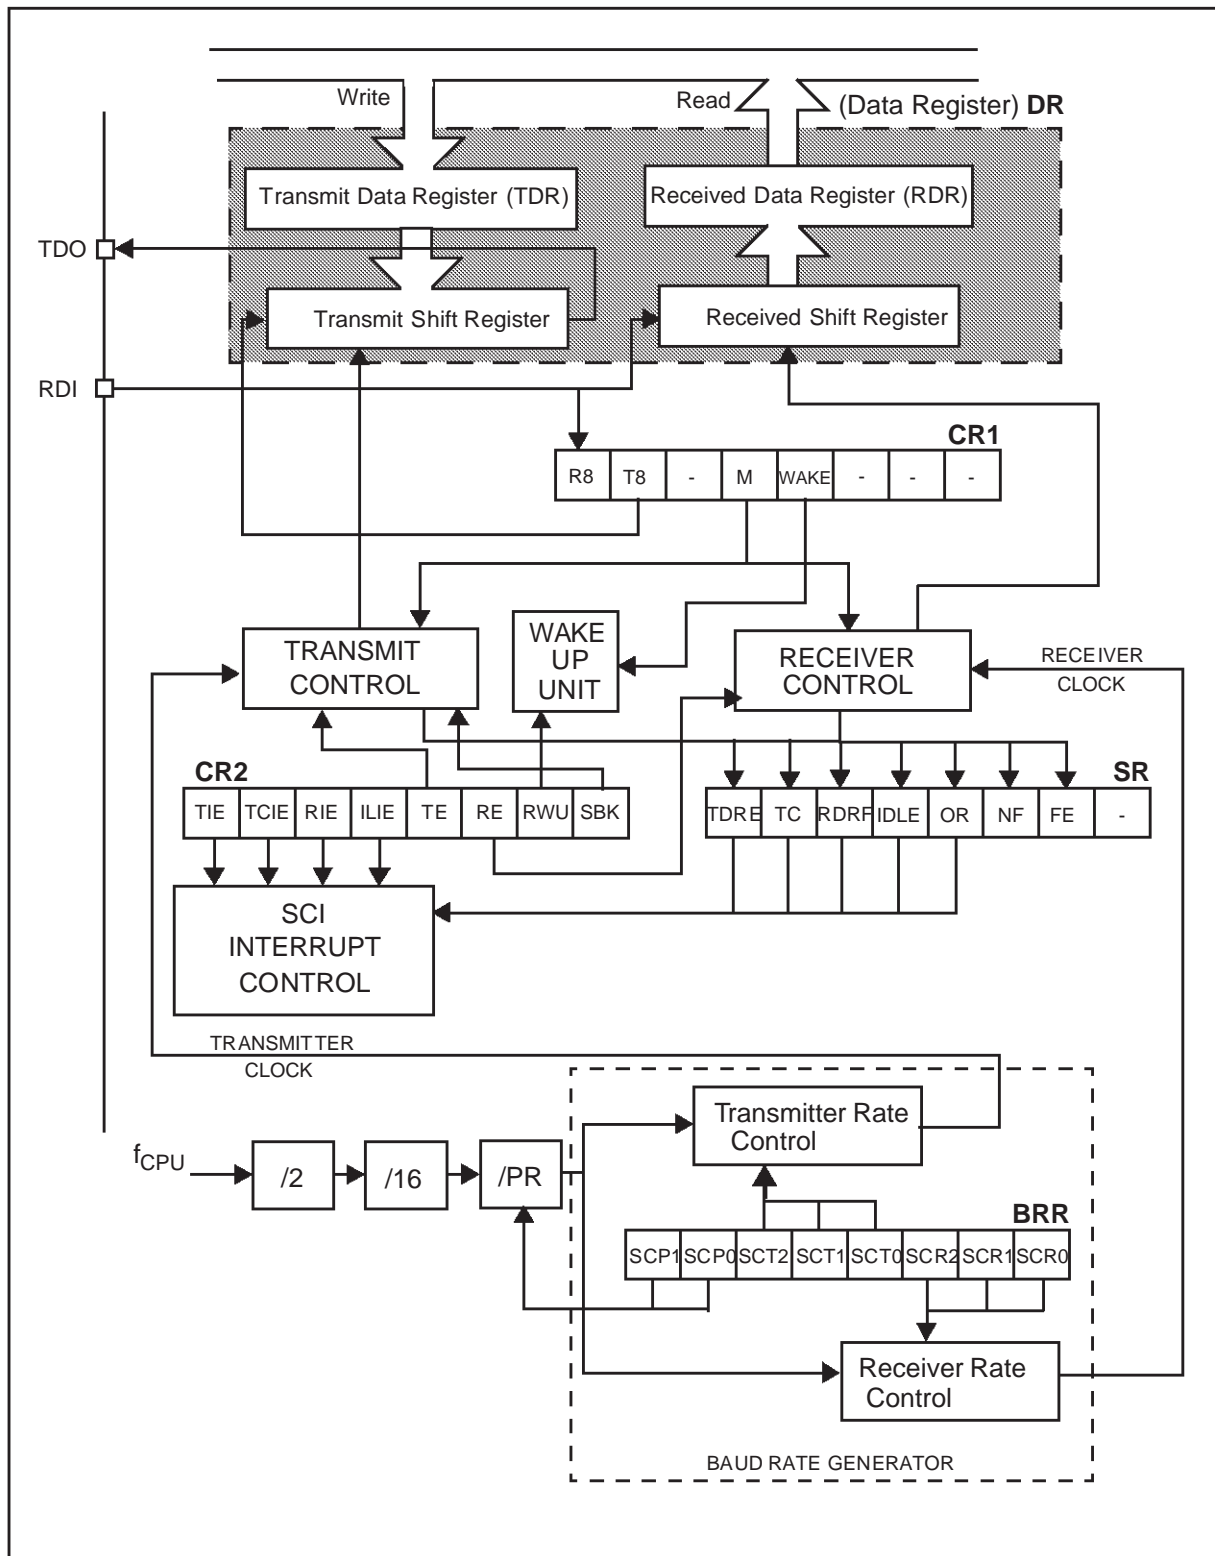 Write
Read
(Data Register) DR
Transmit Data Register (TDR)
Received Data Register (RDR)
TDO
Transmit Shift Register
Received Shift Register
RDI
CR1
R8 T8 - M WAKE - - -
TRANSMIT
CONTROL
WAKE
UP
UNIT
RECEIVER
CONTROL
RECEIVER
CLOCK
CR2
TIE TCIE RIE ILIE TE RE RWU SBK
SR
TDRE TC RDRF IDLE OR NF FE -
SCI
INTERRUPT
CONTROL
TRANSMITTER
CLOCK
Transmitter Rate
Control
fCPU
/2
/16
/PR
BRR
SCP1 SCP0 SCT2 SCT1 SCT0 SCR2 SCR1 SCR0
Receiver Rate
Control
BAUD RATE GENERATOR